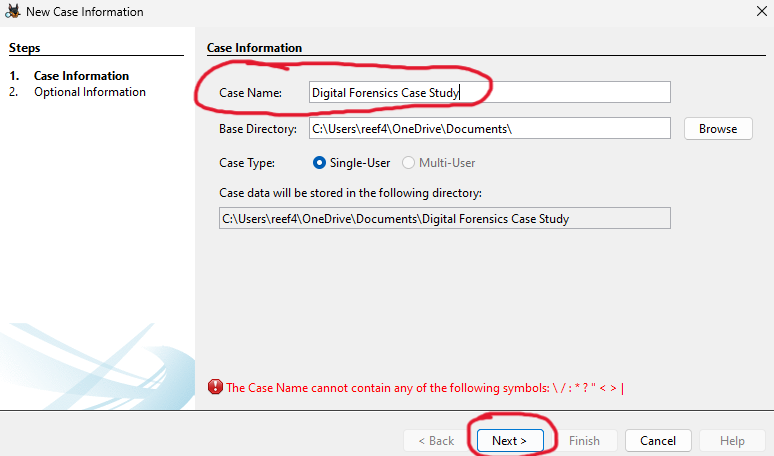 New Case Information
Steps
1. Case Information
2. Optional Information
Case Information
Case Name: Digital Forensics Case Study
Base Directory: C:\Users\reef4\OneDrive\Documents\ Browse
Case Type: Single-User Multi-User
Case data will be stored in the following directory:
C:\Users\reef4\OneDrive\Documents\Digital Forensics Case Study
The Case Name cannot contain any of the following symbols: \ / : * ? " < > |
< Back Next > Finish Cancel Help